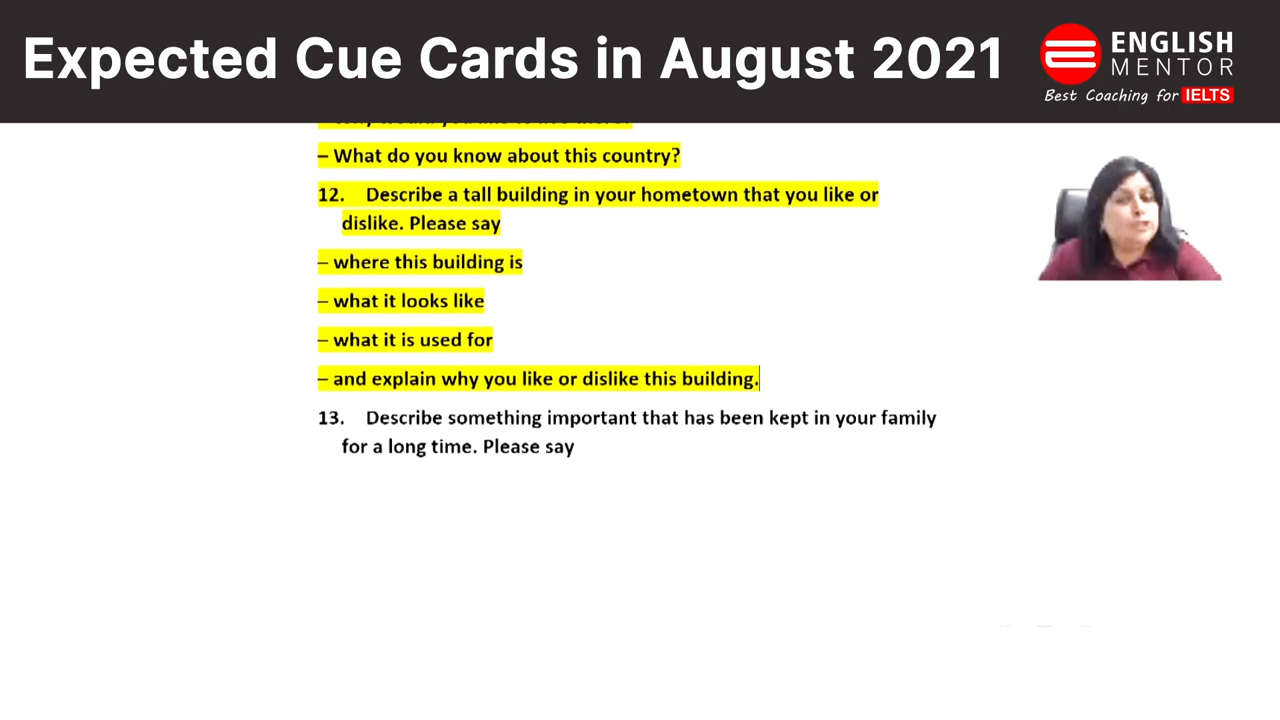 Expected Cue Cards in August 2021
ENGLISH
MENTOR
Best Coaching for IELTS
– What do you know about this country?
12. Describe a tall building in your hometown that you like or
dislike. Please say
– where this building is
– what it looks like
– what it is used for
– and explain why you like or dislike this building.
13. Describe something important that has been kept in your family
for a long time. Please say